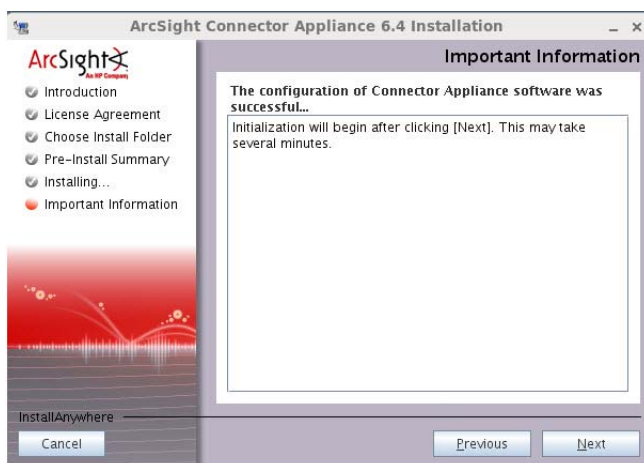 ArcSight Connector Appliance 6.4 Installation
ArcSight
An HP Company
Important Information
Introduction
License Agreement
Choose Install Folder
Pre-Install Summary
Installing...
Important Information
The configuration of Connector Appliance software was
successful...
Initialization will begin after clicking [Next]. This may take
several minutes.
InstallAnywhere
Cancel
Previous
Next